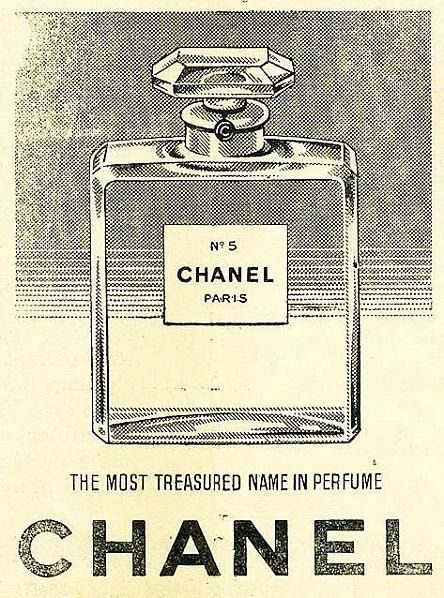 C
Nº 5
CHANEL
PARIS
THE MOST TREASURED NAME IN PERFUME
CHANEL